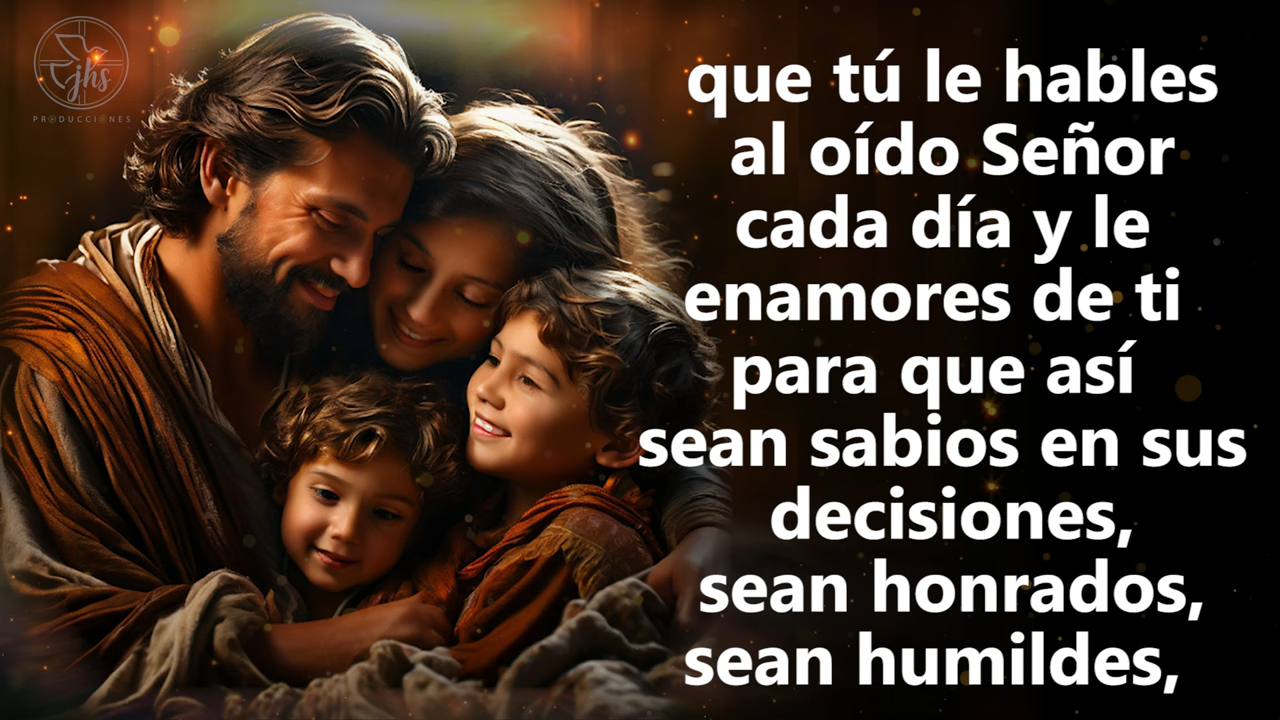 jhs
PRODUCCIONES
que tú le hables
al oído Señor
cada día y le
enamores de ti
para que así
sean sabios en sus
decisiones,
sean honrados,
sean humildes,